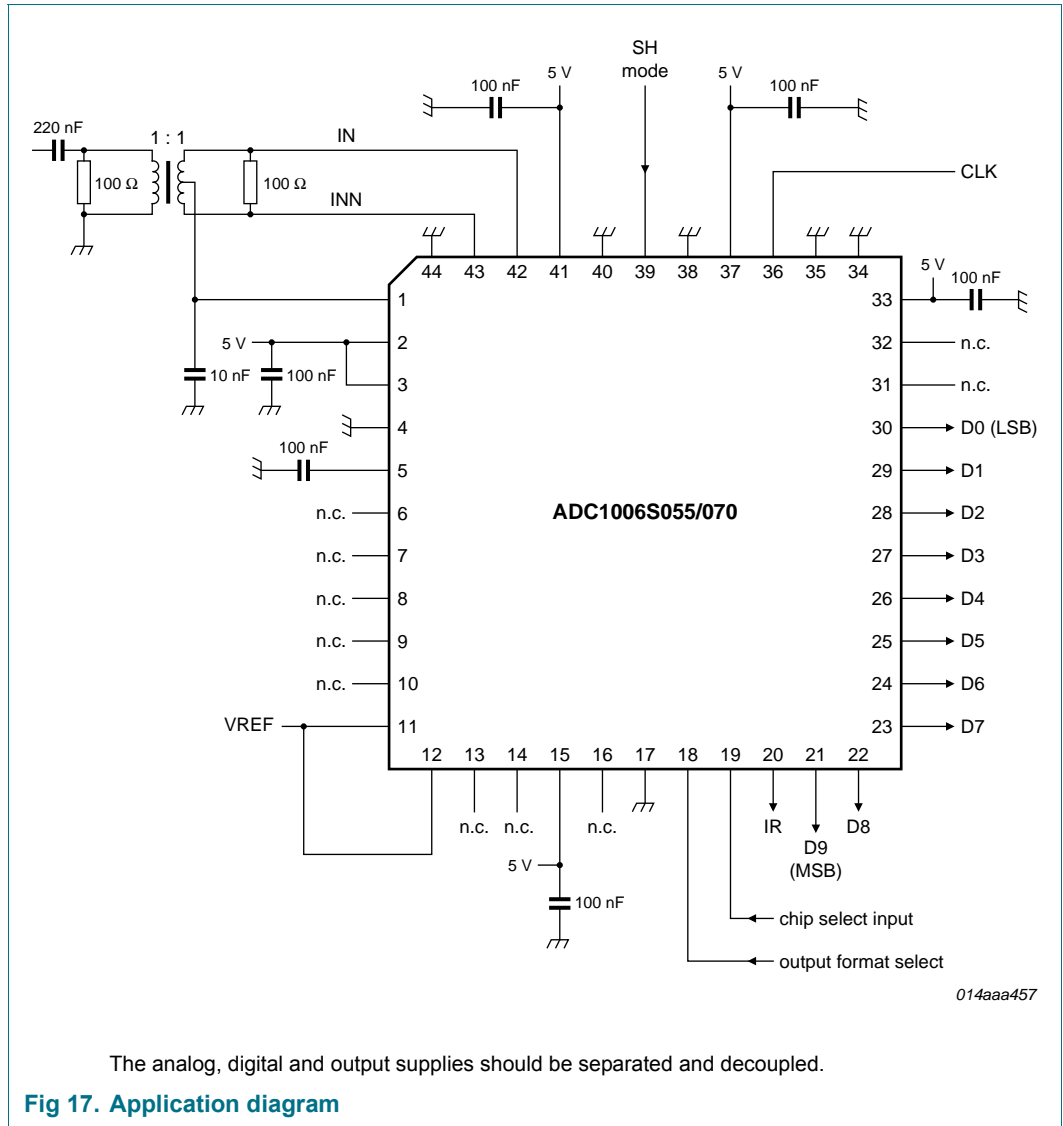 SH
mode
5 V
5 V
100 nF
100 nF
220 nF
1 : 1
IN
100 Ω
100 Ω
INN
CLK
44 43 42 41 40 39 38 37 36 35 34
5 V
100 nF
1
33
5 V
2
32
n.c.
10 nF
100 nF
3
31
n.c.
4
30
D0 (LSB)
100 nF
5
29
D1
ADC1006S055/070
n.c.
6
28
D2
n.c.
7
27
D3
n.c.
8
26
D4
n.c.
9
25
D5
n.c.
10
24
D6
VREF
11
23
D7
12 13 14 15 16 17 18 19 20 21 22
n.c.
n.c.
n.c.
IR
D8
D9
(MSB)
5 V
100 nF
chip select input
output format select
014aaa457
The analog, digital and output supplies should be separated and decoupled.
Fig 17. Application diagram